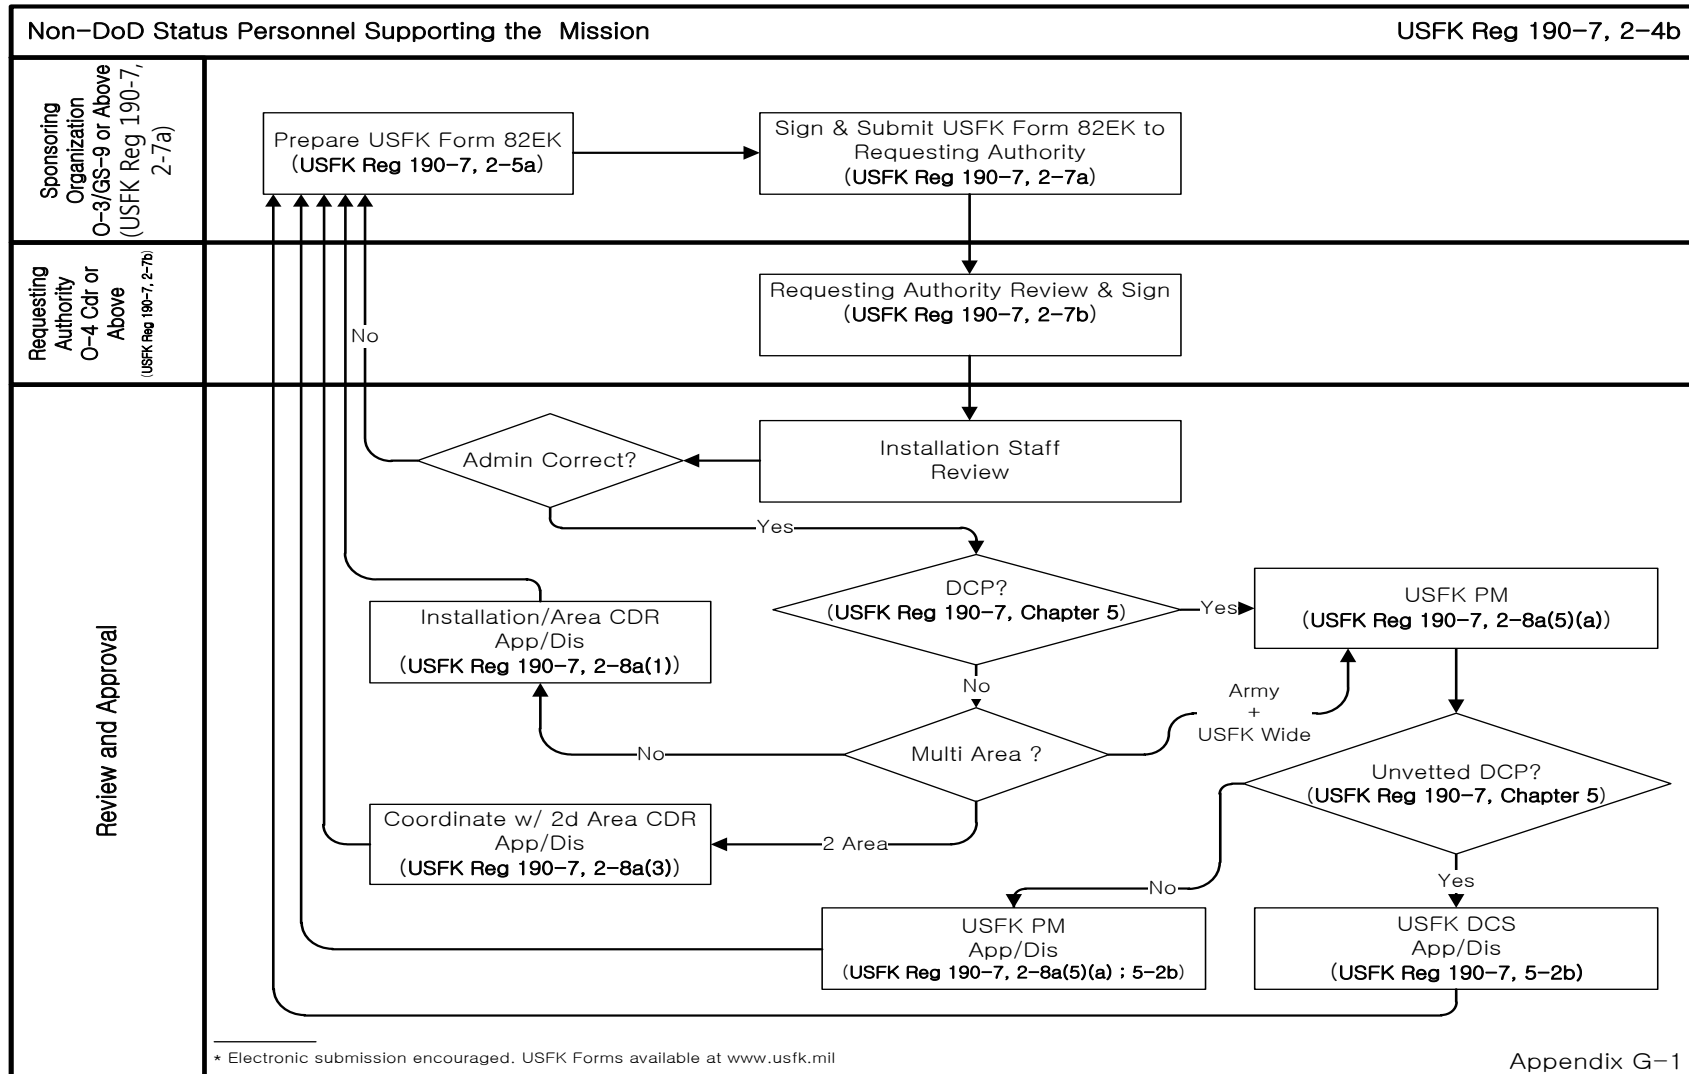 Non-DoD Status Personnel Supporting the Mission
USFK Reg 190-7, 2-4b
Sponsoring
Organization
O-3/GS-9 or Above
(USFK Reg 190-7,
2-7a)
Prepare USFK Form 82EK
(USFK Reg 190-7, 2-5a)
Sign & Submit USFK Form 82EK to
Requesting Authority
(USFK Reg 190-7, 2-7a)
Requesting
Authority
O-4 Cdr or
Above
(USFK Reg 190-7, 2-7b)
No
Requesting Authority Review & Sign
(USFK Reg 190-7, 2-7b)
Review and Approval
Admin Correct?
Installation Staff
Review
Yes
DCP?
(USFK Reg 190-7, Chapter 5)
Yes
USFK PM
(USFK Reg 190-7, 2-8a(5)(a))
Installation/Area CDR
App/Dis
(USFK Reg 190-7, 2-8a(1))
No
Army
+
USFK Wide
No
Multi Area ?
Unvetted DCP?
(USFK Reg 190-7, Chapter 5)
Coordinate w/ 2d Area CDR
App/Dis
(USFK Reg 190-7, 2-8a(3))
2 Area
No
Yes
USFK PM
App/Dis
(USFK Reg 190-7, 2-8a(5)(a) ; 5-2b)
USFK DCS
App/Dis
(USFK Reg 190-7, 5-2b)
* Electronic submission encouraged. USFK Forms available at www.usfk.mil
Appendix G-1